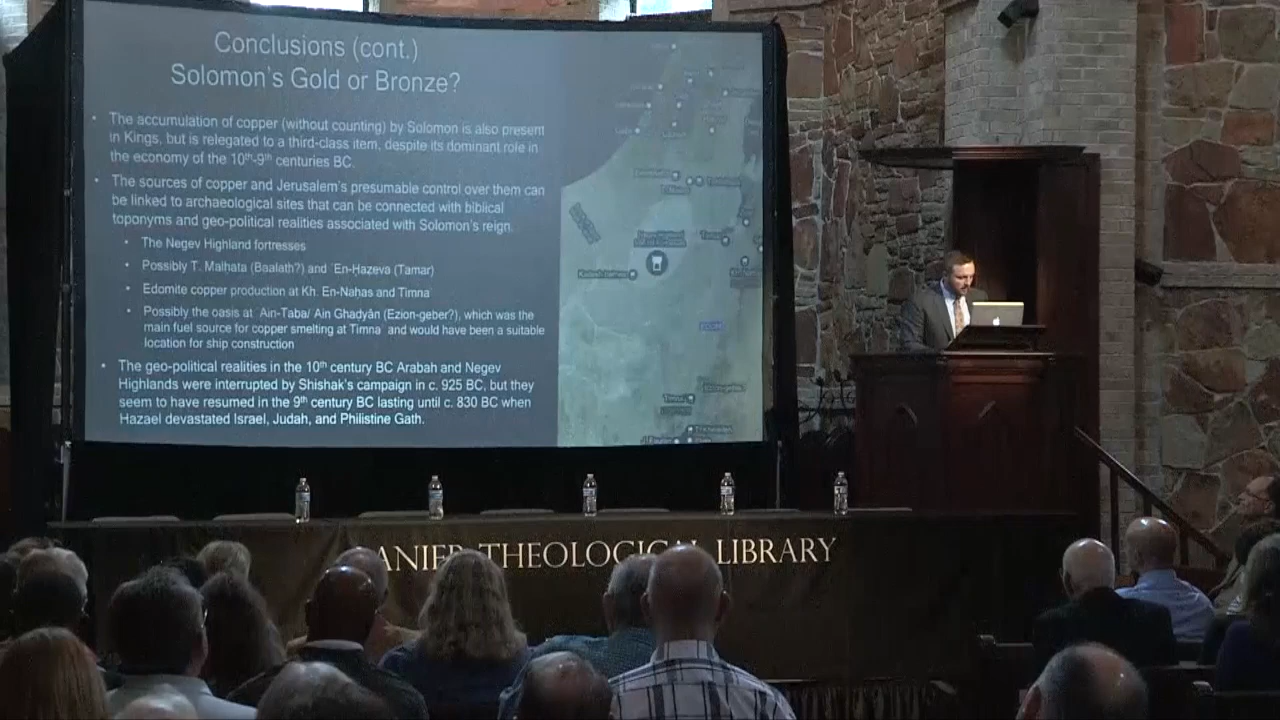 Conclusions (cont.)
Solomon's Gold or Bronze?
• The accumulation of copper (without counting) by Solomon is also present
in Kings, but is relegated to a third-class item, despite its dominant role in
the economy of the 10th-9th centuries BC.
• The sources of copper and Jerusalem's presumable control over them can
be linked to archaeological sites that can be connected with biblical
toponyms and geo-political realities associated with Solomon's reign.
• The Negev Highland fortresses
• Possibly T. Malḥata (Baalath?) and ʿEn-Ḥazeva (Tamar)
• Edomite copper production at Kh. En-Naḥas and Timnaʿ
• Possibly the oasis at ʿAin-Taba/ʿAin Ghadyân (Ezion-geber?), which was the
main fuel source for copper smelting at Timnaʿ and would have been a suitable
location for ship construction
• The geo-political realities in the 10th century BC Arabah and Negev
Highlands were interrupted by Shishak's campaign in c. 925 BC, but they
seem to have resumed in the 9th century BC lasting until c. 830 BC when
Hazael devastated Israel, Judah, and Philistine Gath.
EDOM
ANIER THEOLOGICAL LIBRARY